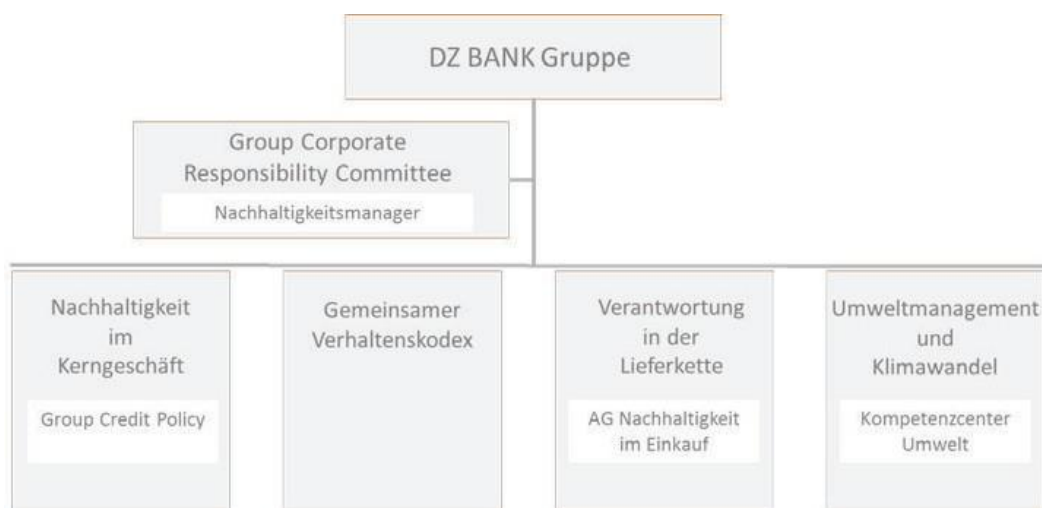 DZ BANK Gruppe
Group Corporate
Responsibility Committee
Nachhaltigkeitsmanager
Nachhaltigkeit
im
Kerngeschäft
Group Credit Policy
Gemeinsamer
Verhaltenskodex
Verantwortung
in der
Lieferkette
AG Nachhaltigkeit
im Einkauf
Umweltmanagement
und
Klimawandel
Kompetenzcenter
Umwelt